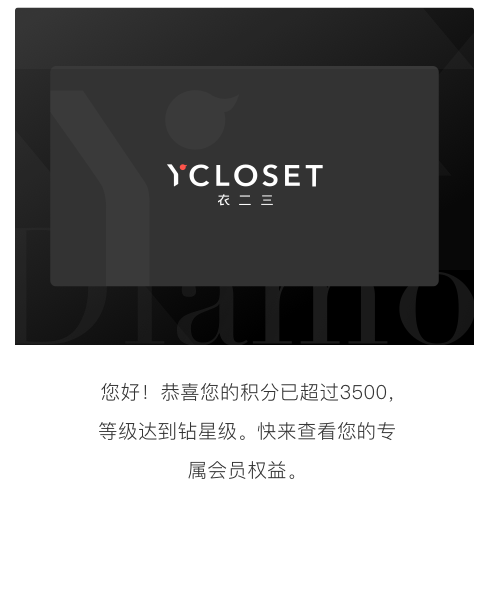 YCLOSET
衣二三
Diamo
您好！恭喜您的积分已超过3500，
等级达到钻星级。快来查看您的专
属会员权益。